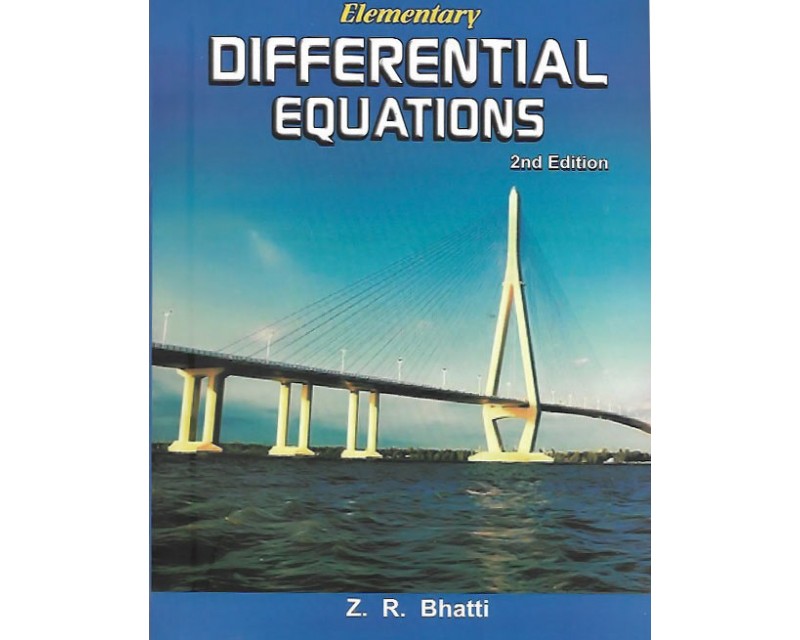 Elementary
DIFFERENTIAL
EQUATIONS
2nd Edition
Z. R. Bhatti